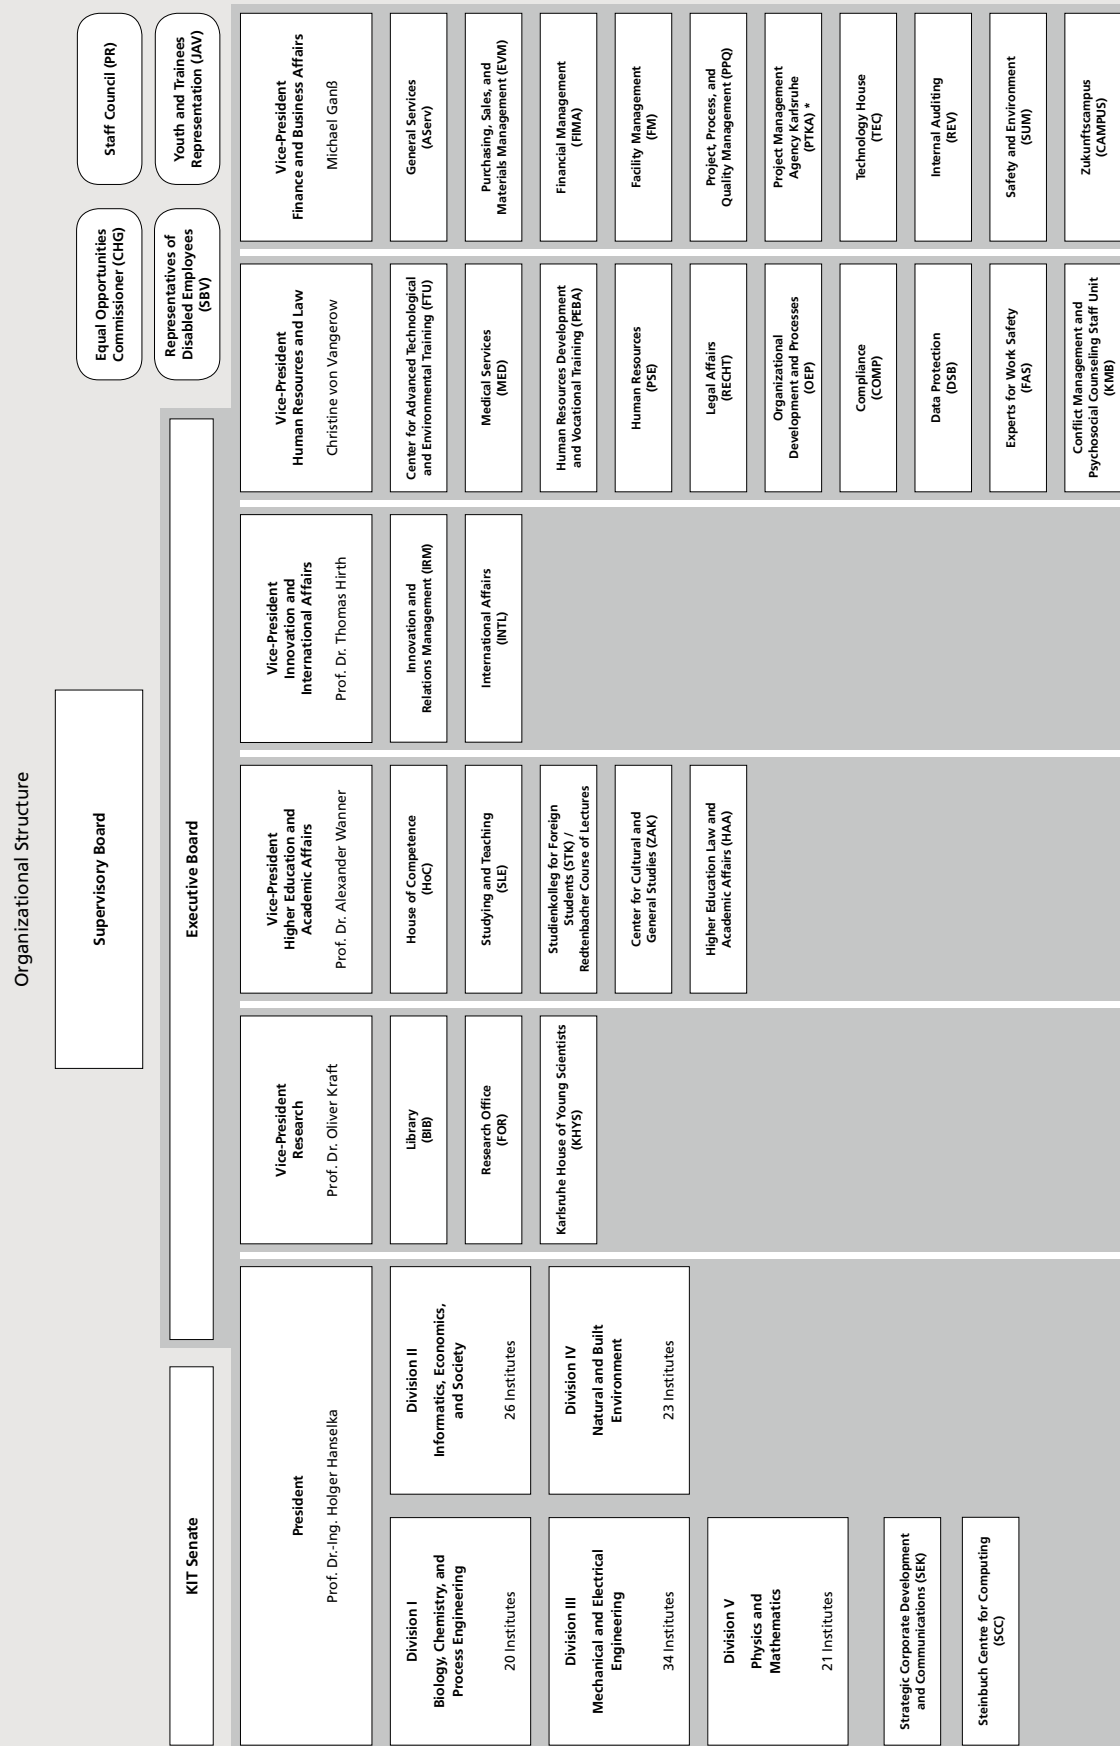 Organizational Structure
Supervisory Board
Equal Opportunities
Commissioner (CHG)
Staff Council (PR)
Representatives of
Disabled Employees
(SBV)
Youth and Trainees
Representation (JAV)
KIT Senate
Executive Board
President
Prof. Dr.-Ing. Holger Hanselka
Division I
Biology, Chemistry, and
Process Engineering
20 Institutes
Division II
Informatics, Economics,
and Society
26 Institutes
Division III
Mechanical and Electrical
Engineering
34 Institutes
Division IV
Natural and Built
Environment
23 Institutes
Division V
Physics and
Mathematics
21 Institutes
Strategic Corporate Development
and Communications (SEK)
Steinbuch Centre for Computing
(SCC)
Vice-President
Research
Prof. Dr. Oliver Kraft
Library
(BIB)
Research Office
(FOR)
Karlsruhe House of Young Scientists
(KHYS)
Vice-President
Higher Education and
Academic Affairs
Prof. Dr. Alexander Wanner
House of Competence
(HoC)
Studying and Teaching
(SLE)
Studienkolleg for Foreign
Students (STK) /
Redtenbacher Course of Lectures
Center for Cultural and
General Studies (ZAK)
Higher Education Law and
Academic Affairs (HAA)
Vice-President
Innovation and
International Affairs
Prof. Dr. Thomas Hirth
Innovation and
Relations Management (IRM)
International Affairs
(INTL)
Vice-President
Human Resources and Law
Christine von Vangerow
Center for Advanced Technological
and Environmental Training (FTU)
Medical Services
(MED)
Human Resources Development
and Vocational Training (PEBA)
Human Resources
(PSE)
Legal Affairs
(RECHT)
Organizational
Development and Processes
(OEP)
Compliance
(COMP)
Data Protection
(DSB)
Experts for Work Safety
(FAS)
Conflict Management and
Psychosocial Counseling Staff Unit
(KMB)
Vice-President
Finance and Business Affairs
Michael Ganß
General Services
(AServ)
Purchasing, Sales, and
Materials Management (EVM)
Financial Management
(FIMA)
Facility Management
(FM)
Project, Process, and
Quality Management (PPQ)
Project Management
Agency Karlsruhe
(PTKA) *
Technology House
(TEC)
Internal Auditing
(REV)
Safety and Environment
(SUM)
Zukunftscampus
(CAMPUS)